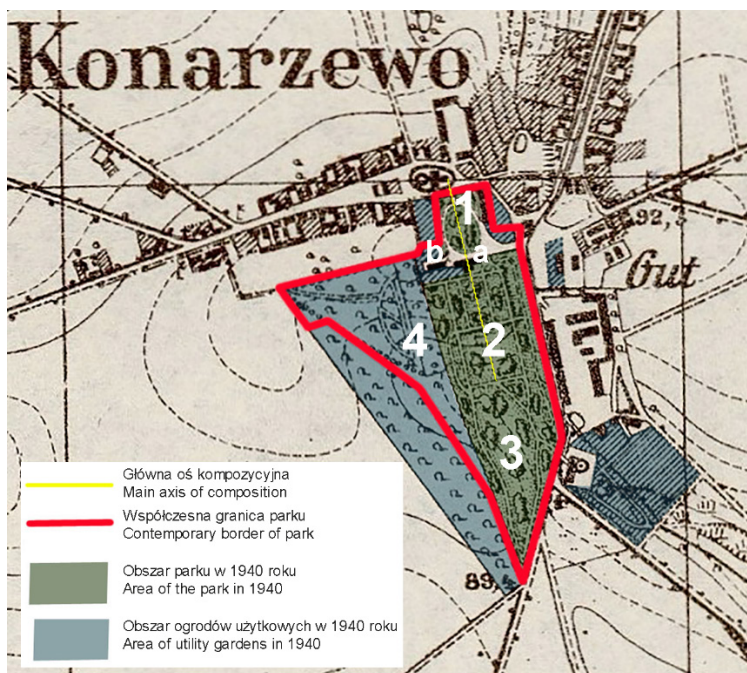 Konarzewo
1
92,5
b
a
Gut
4
2
3
Główna oś kompozycyjna
Main axis of composition
Współczesna granica parku
Contemporary border of park
Obszar parku w 1940 roku
Area of the park in 1940
Obszar ogrodów użytkowych w 1940 roku
Area of utility gardens in 1940